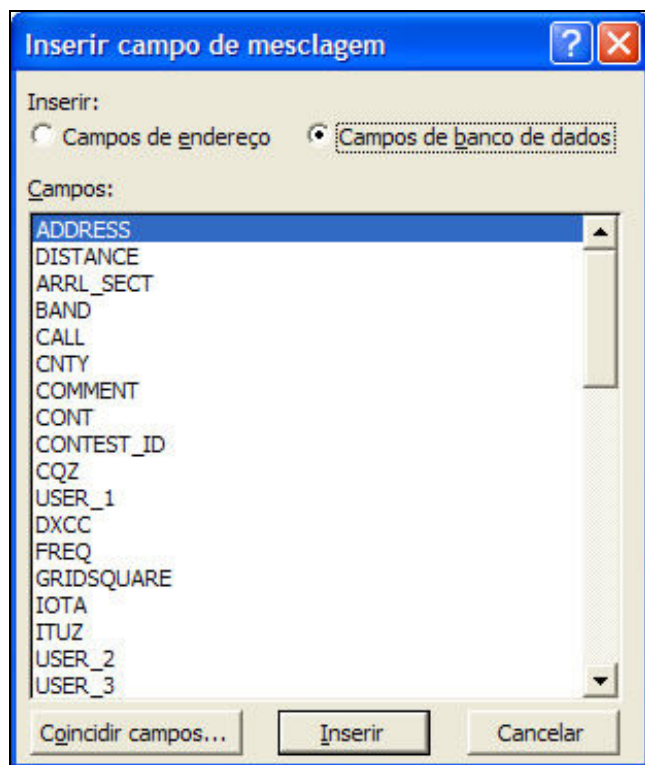 Inserir campo de mesclagem
Inserir:
Campos de endereço Campos de banco de dados
Campos:
ADDRESS
DISTANCE
ARRL_SECT
BAND
CALL
CNTY
COMMENT
CONT
CONTEST_ID
CQZ
USER_1
DXCC
FREQ
GRIDSQUARE
IOTA
ITUZ
USER_2
USER_3
Coincidir campos... Inserir Cancelar